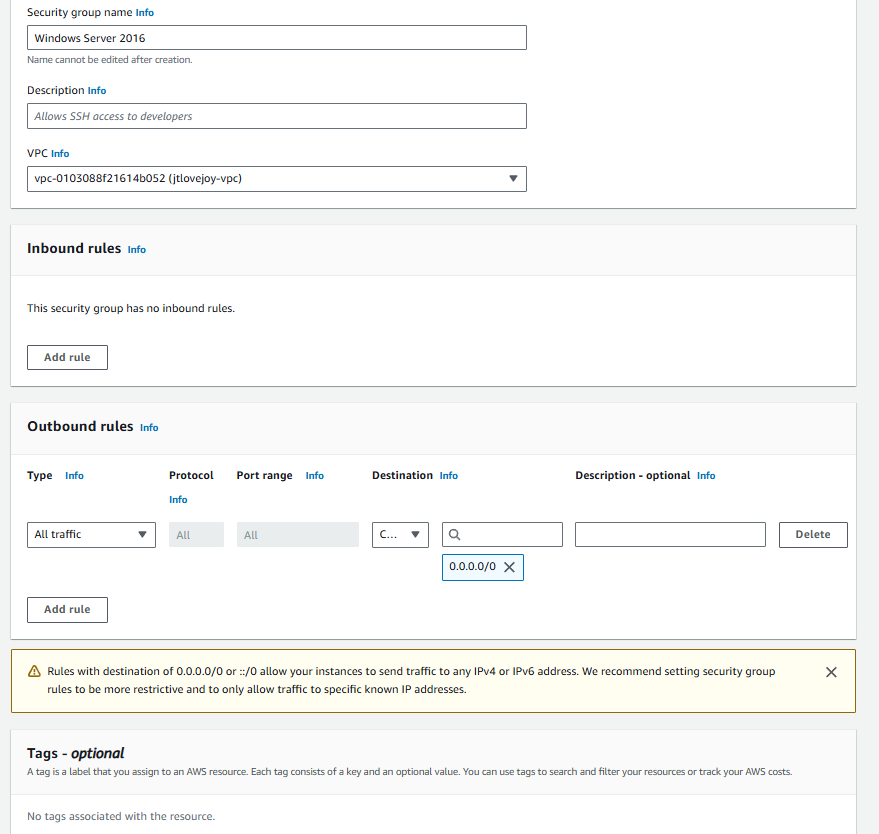 Security group name Info
Windows Server 2016
Name cannot be edited after creation.
Description Info
Allows SSH access to developers
VPC Info
vpc-0103088f21614b052 (jtlovejoy-vpc)
Inbound rules Info
This security group has no inbound rules.
Add rule
Outbound rules Info
Type Info Protocol Port range Info Destination Info Description - optional Info
Info
All traffic All All C... Delete
0.0.0.0/0
Add rule
Rules with destination of 0.0.0.0/0 or ::/0 allow your instances to send traffic to any IPv4 or IPv6 address. We recommend setting security group
rules to be more restrictive and to only allow traffic to specific known IP addresses.
Tags - optional
A tag is a label that you assign to an AWS resource. Each tag consists of a key and an optional value. You can use tags to search and filter your resources or track your AWS costs.
No tags associated with the resource.